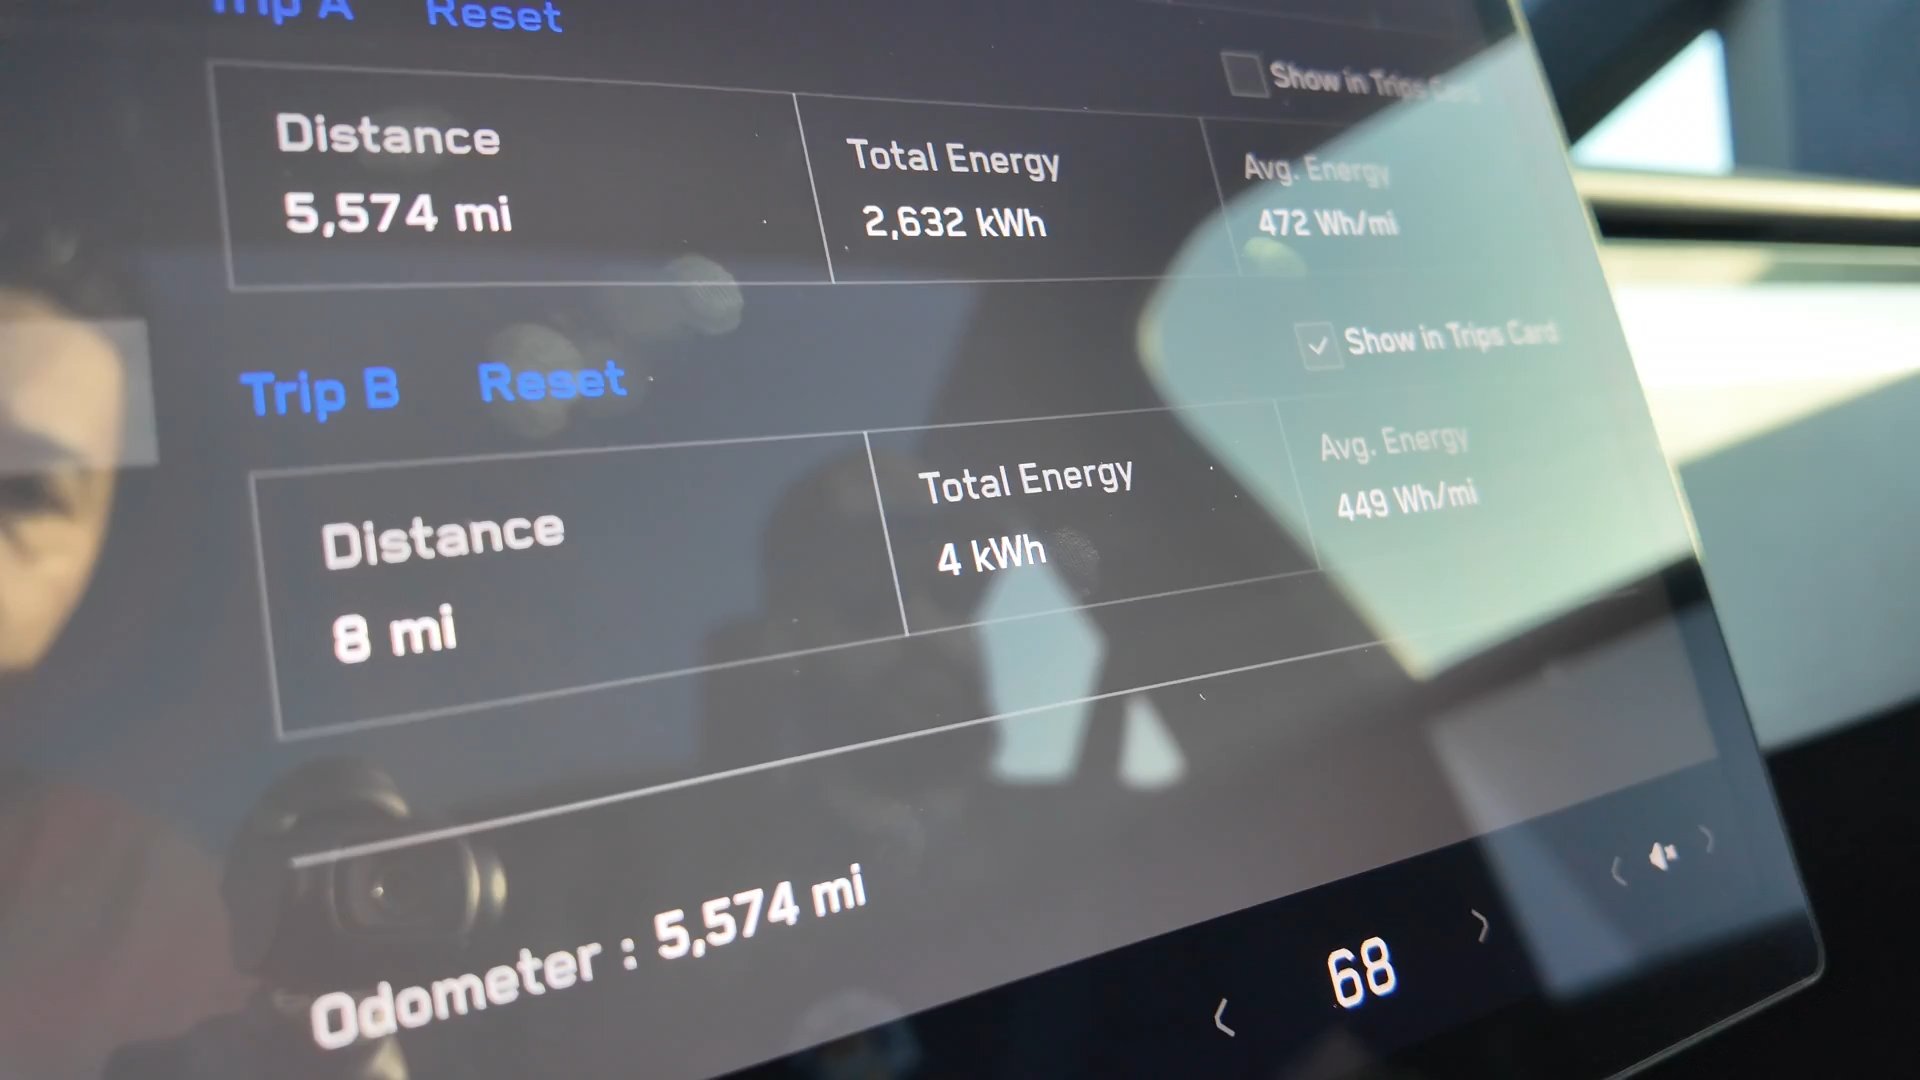 Trip A Reset
Show in Trips Card
Distance
5,574 mi
Total Energy
2,632 kWh
Avg. Energy
472 Wh/mi
Trip B Reset
Show in Trips Card
Distance
8 mi
Total Energy
4 kWh
Avg. Energy
449 Wh/mi
Odometer : 5,574 mi
68